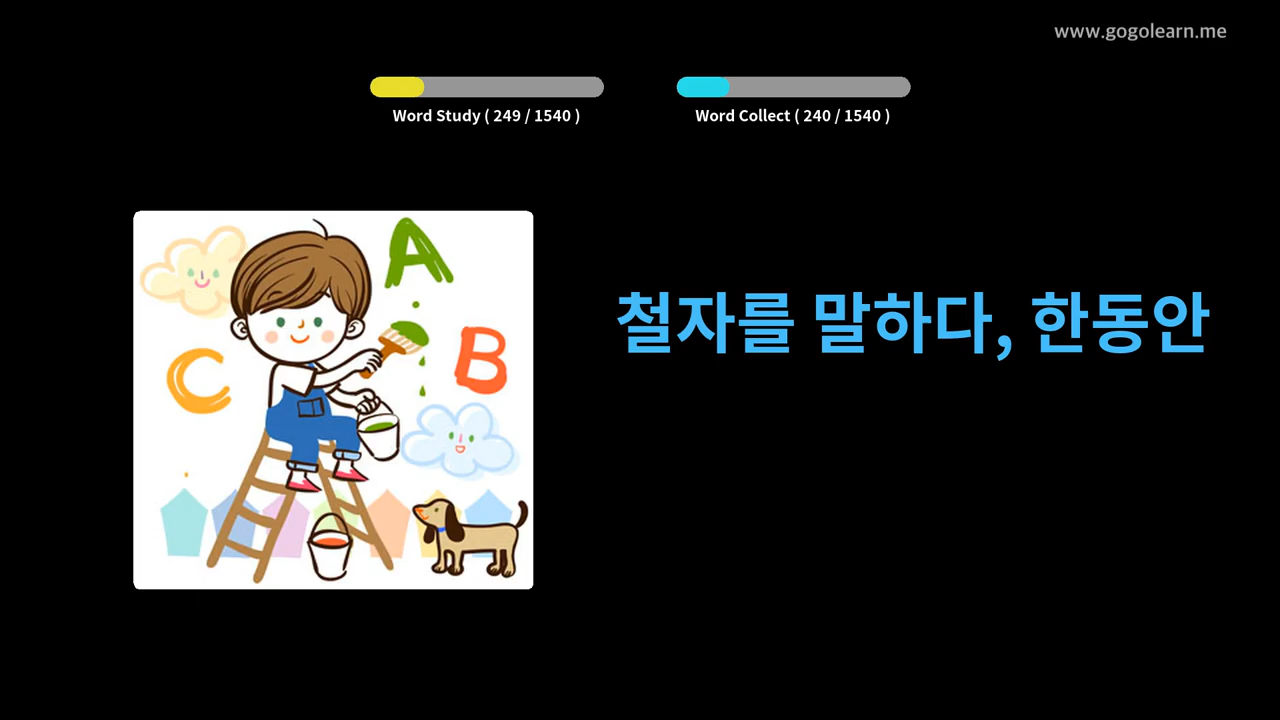 www.gogolearn.me
Word Study ( 249 / 1540 )
Word Collect ( 240 / 1540 )
A
B
C
철자를 말하다, 한동안